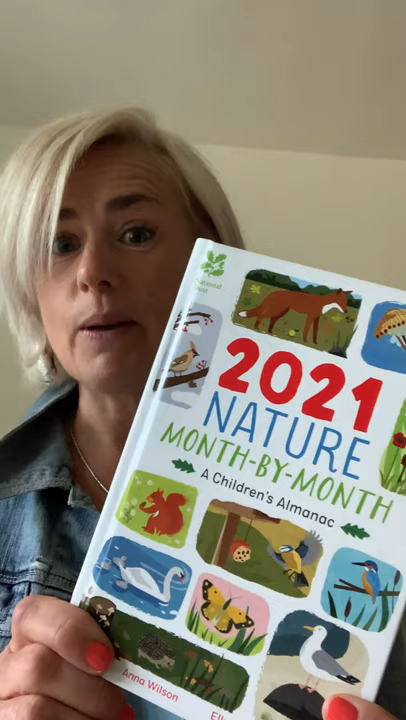 National
Trust
2021
NATURE
MONTH-BY-MONTH
A Children's Almanac
Anna Wilson